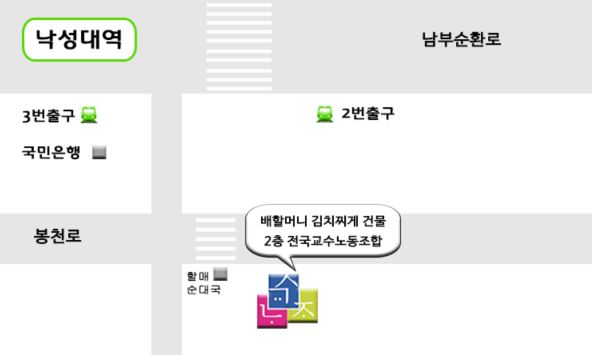 낙성대역
남부순환로
3번출구
2번출구
국민은행
봉천로
배할머니 김치찌게 건물
2층 전국교수노동조합
할매
순대국